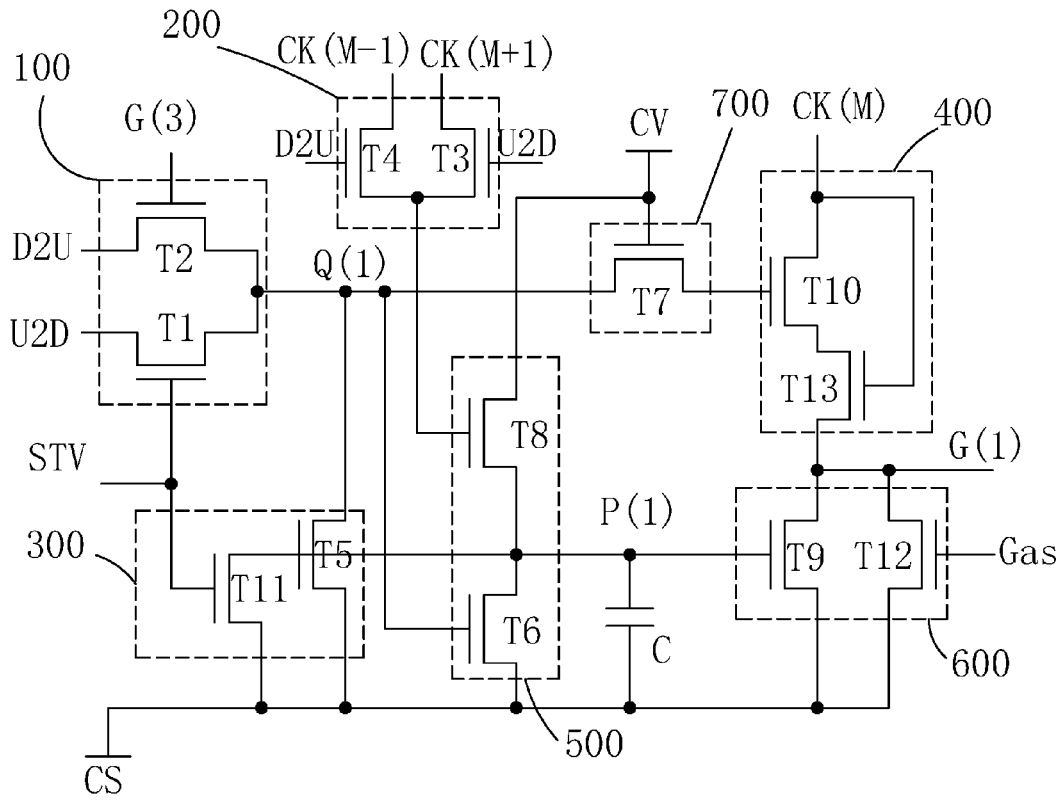 200
CK(M-1) CK(M+1)
100
G(3)
CV
700
CK(M)
400
D2U
T4
T3
U2D
D2U
T2
Q(1)
T7
T10
U2D
T1
T13
T8
STV
G(1)
P(1)
300
T5
T9
T12
Gas
T11
T6
C
600
500
CS